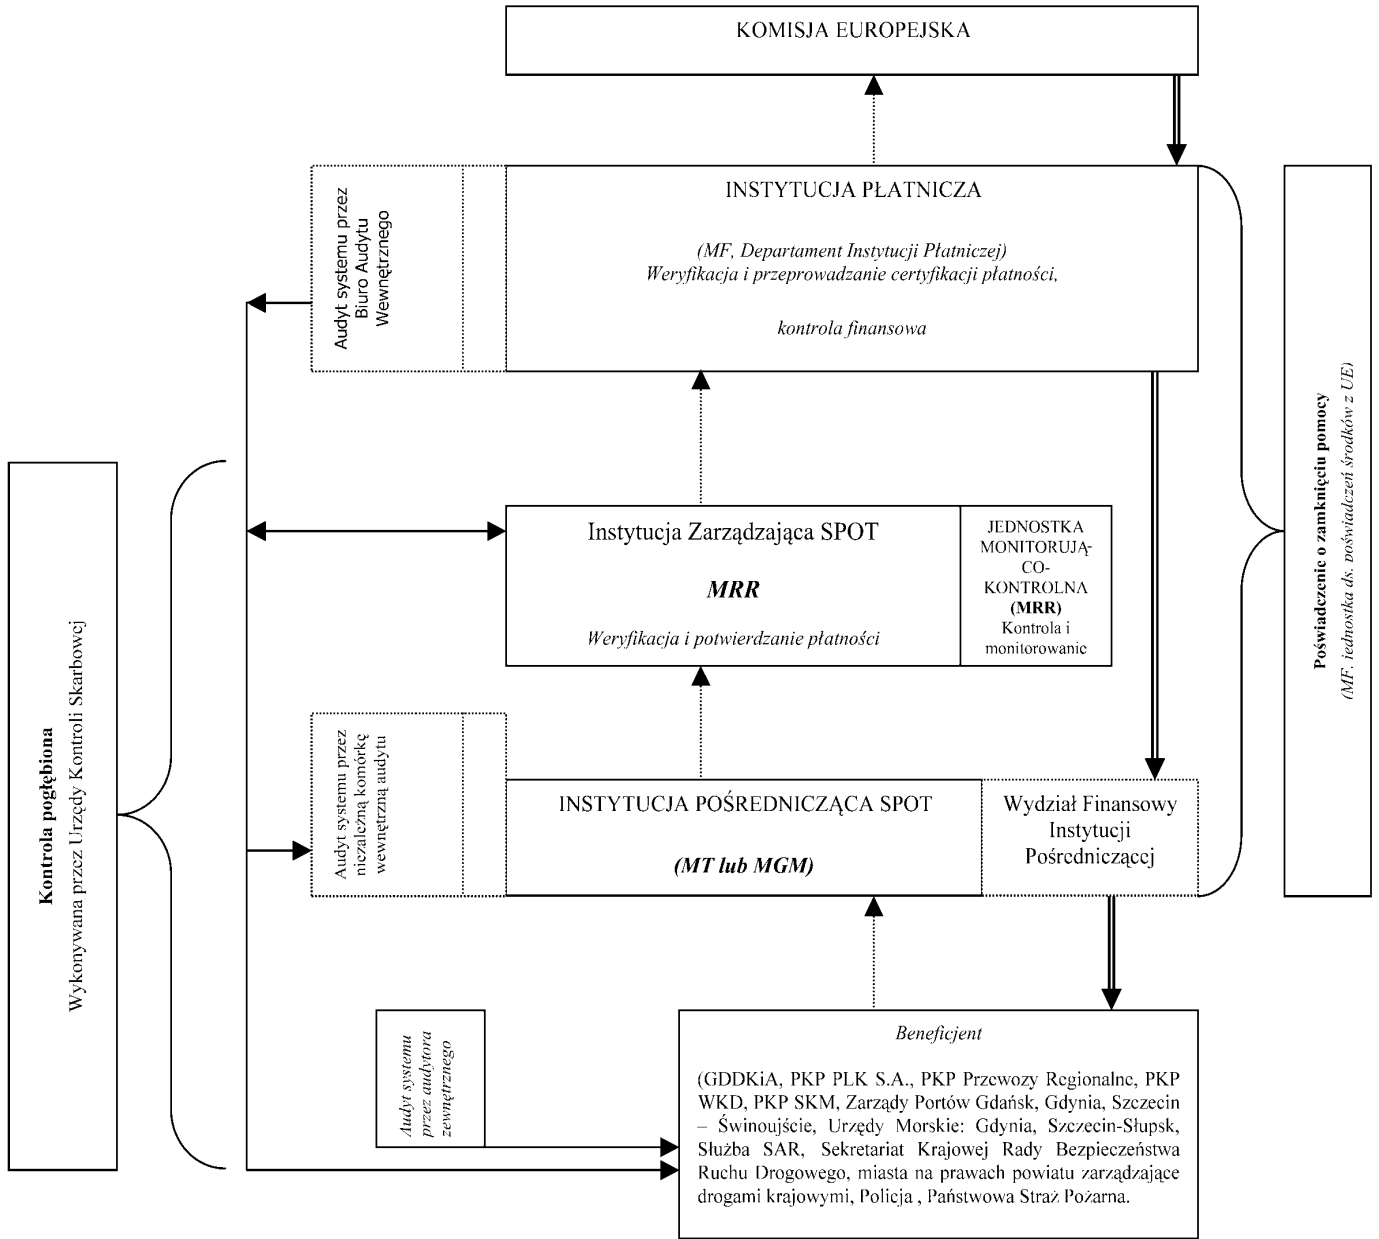 KOMISJA EUROPEJSKA
Audyt systemu przez
Biuro Audytu
Wewnętrznego
INSTYTUCJA PŁATNICZA
(MF, Departament Instytucji Płatniczej)
Weryfikacja i przeprowadzanie certyfikacji płatności,
kontrola finansowa
Poświadczenie o zamknięciu pomocy
(MF. jednostka ds. poświadczeń środków z UE)
Kontrola pogłębiona
Wykonywana przez Urzędy Kontroli Skarbowej
Instytucja Zarządzająca SPOT
MRR
Weryfikacja i potwierdzanie płatności
JEDNOSTKA
MONITORUJĄ-
CO-
KONTROLNA
(MRR)
Kontrola i
monitorowanie
Audyt systemu przez
niezależną komórkę
wewnętrzną audytu
INSTYTUCJA POŚREDNICZĄCA SPOT
(MT lub MGM)
Wydział Finansowy
Instytucji
Pośredniczącej
Audyt systemu
przez audytora
zewnętrznego
Beneficjent
(GDDKiA, PKP PLK S.A., PKP Przewozy Regionalne, PKP
WKD, PKP SKM, Zarządy Portów Gdańsk, Gdynia, Szczecin
– Świnoujście, Urzędy Morskie: Gdynia, Szczecin-Słupsk,
Służba SAR, Sekretariat Krajowej Rady Bezpieczeństwa
Ruchu Drogowego, miasta na prawach powiatu zarządzające
drogami krajowymi, Policja , Państwowa Straż Pożarna.